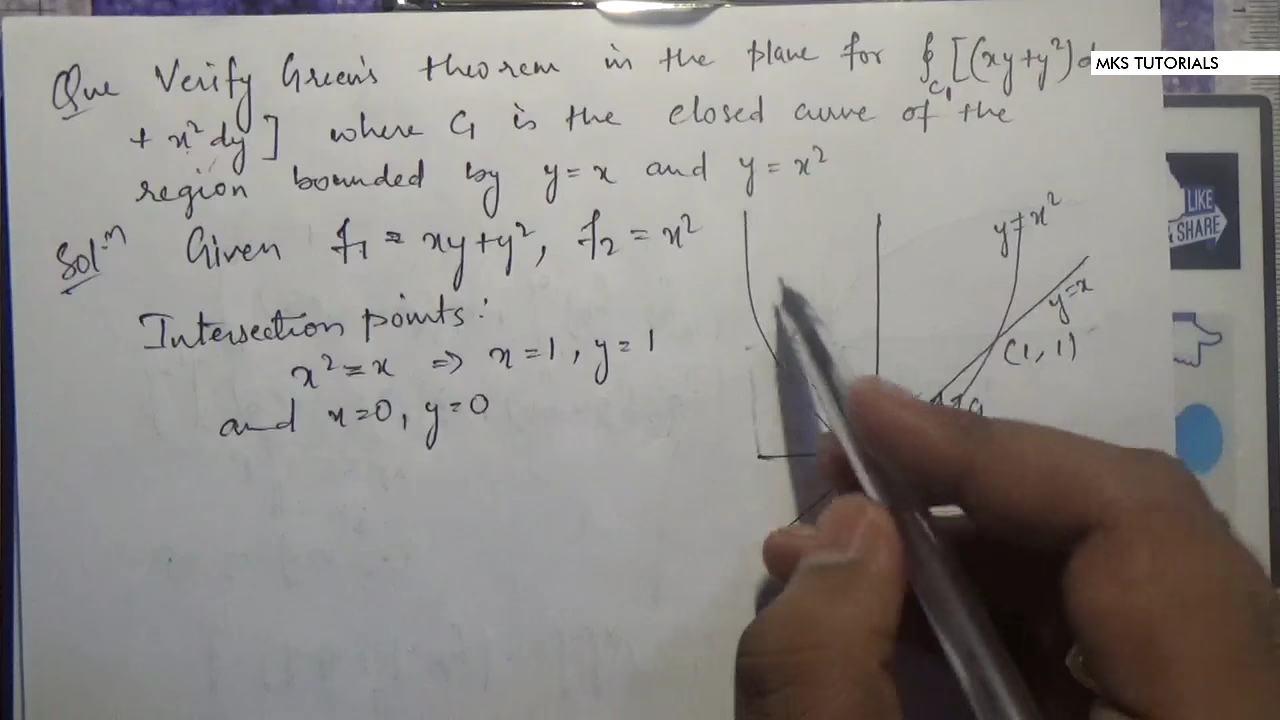 Que Verify Green's theorem in the plane for ∮C₁ [(xy+y²)d
MKS TUTORIALS
+ x²dy] where C₁ is the closed curve of the
region bounded by y=x and y=x²
Solⁿ Given f₁ = xy+y², f₂ = x²
Intersection points:
x²=x ⇒ x=1, y=1
and x=0, y=0
y=x²
y=x
(1,1)
LIKE
& SHARE